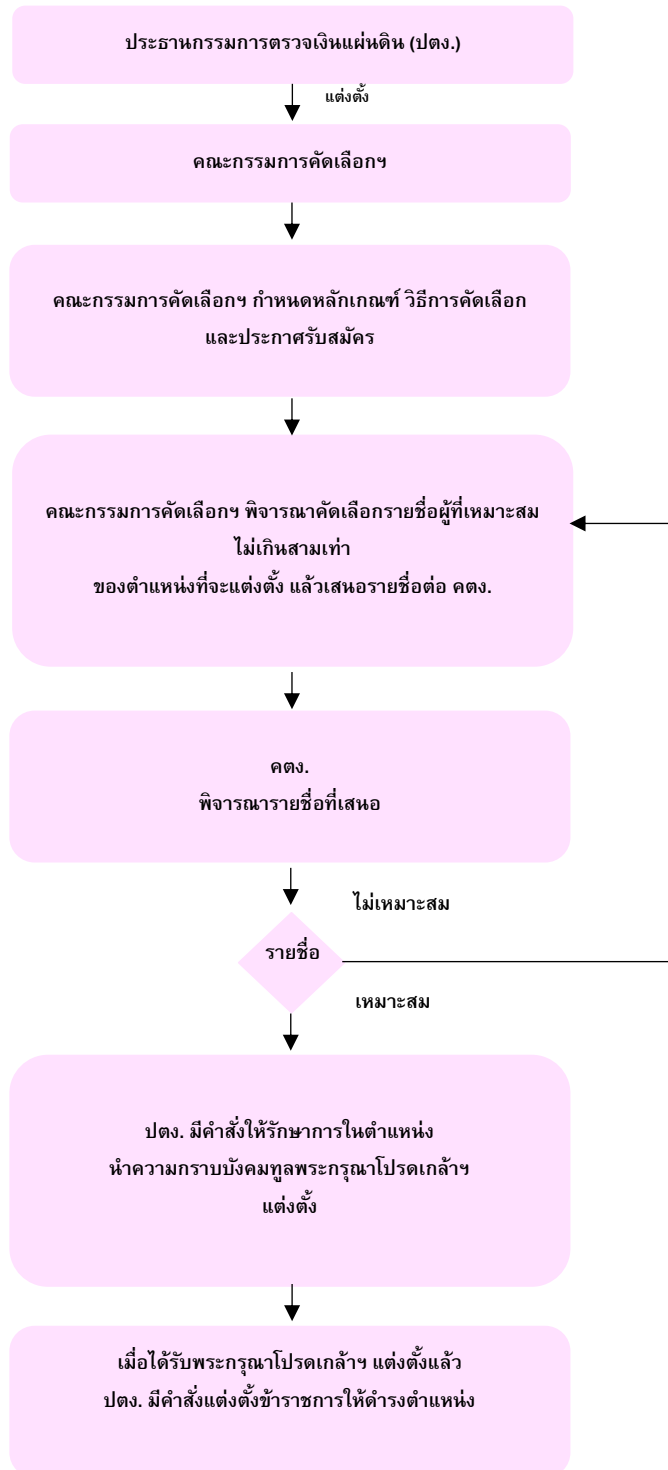 ประธานกรรมการตรวจเงินแผ่นดิน (ปตง.)
แต่งตั้ง
คณะกรรมการคัดเลือกฯ
คณะกรรมการคัดเลือกฯ กำหนดหลักเกณฑ์ วิธีการคัดเลือก
และประกาศรับสมัคร
คณะกรรมการคัดเลือกฯ พิจารณาคัดเลือกรายชื่อผู้ที่เหมาะสม
ไม่เกินสามเท่า
ของตำแหน่งที่จะแต่งตั้ง แล้วเสนอรายชื่อต่อ คตง.
คตง.
พิจารณารายชื่อที่เสนอ
ไม่เหมาะสม
รายชื่อ
เหมาะสม
ปตง. มีคำสั่งให้รักษาการในตำแหน่ง
นำความกราบบังคมทูลพระกรุณาโปรดเกล้าฯ
แต่งตั้ง
เมื่อได้รับพระกรุณาโปรดเกล้าฯ แต่งตั้งแล้ว
ปตง. มีคำสั่งแต่งตั้งข้าราชการให้ดำรงตำแหน่ง